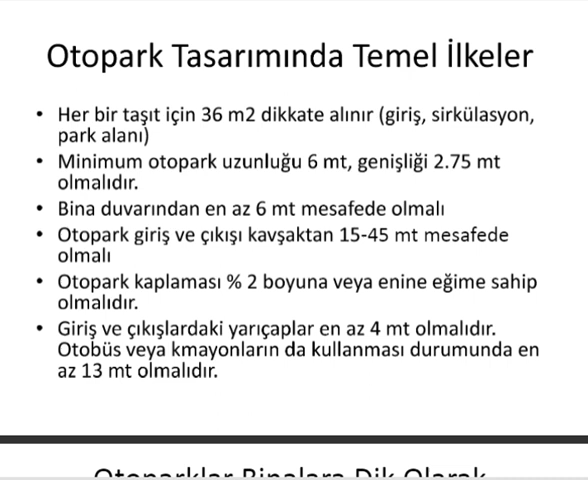 Otopark Tasarımında Temel İlkeler
• Her bir taşıt için 36 m2 dikkate alınır (giriş, sirkülasyon,
park alanı)
• Minimum otopark uzunluğu 6 mt, genişliği 2.75 mt
olmalıdır.
• Bina duvarından en az 6 mt mesafede olmalı
• Otopark giriş ve çıkışı kavşaktan 15-45 mt mesafede
olmalı
• Otopark kaplaması % 2 boyuna veya enine eğime sahip
olmalıdır.
• Giriş ve çıkışlardaki yarıçaplar en az 4 mt olmalıdır.
Otobüs veya kmayonların da kullanması durumunda en
az 13 mt olmalıdır.
Otoparklar Binalara Dik Olarak